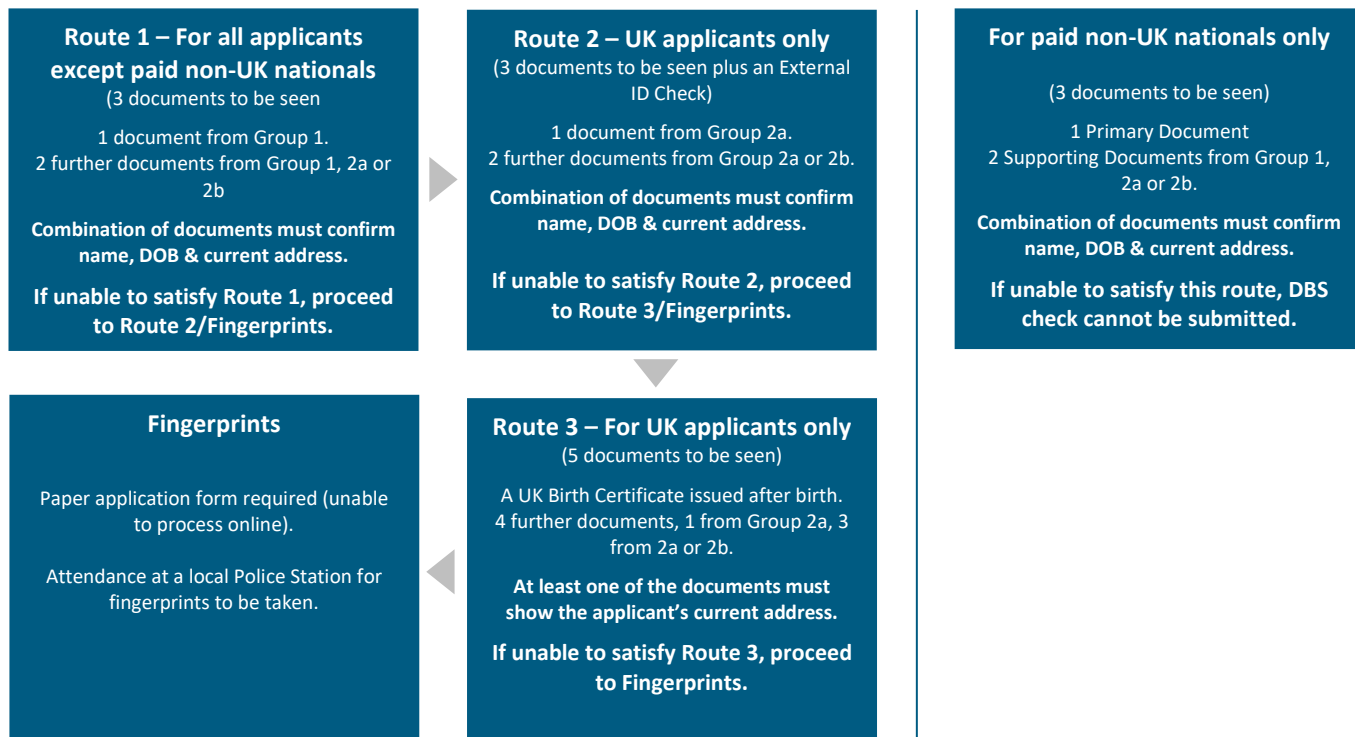 Route 1 – For all applicants
except paid non-UK nationals
(3 documents to be seen
1 document from Group 1.
2 further documents from Group 1, 2a or
2b
Combination of documents must confirm
name, DOB & current address.
If unable to satisfy Route 1, proceed
to Route 2/Fingerprints.
Route 2 – UK applicants only
(3 documents to be seen plus an External
ID Check)
1 document from Group 2a.
2 further documents from Group 2a or 2b.
Combination of documents must confirm
name, DOB & current address.
If unable to satisfy Route 2, proceed
to Route 3/Fingerprints.
For paid non-UK nationals only
(3 documents to be seen)
1 Primary Document
2 Supporting Documents from Group 1,
2a or 2b.
Combination of documents must confirm
name, DOB & current address.
If unable to satisfy this route, DBS
check cannot be submitted.
Route 3 – For UK applicants only
(5 documents to be seen)
A UK Birth Certificate issued after birth.
4 further documents, 1 from Group 2a, 3
from 2a or 2b.
At least one of the documents must
show the applicant’s current address.
If unable to satisfy Route 3, proceed
to Fingerprints.
Fingerprints
Paper application form required (unable
to process online).
Attendance at a local Police Station for
fingerprints to be taken.